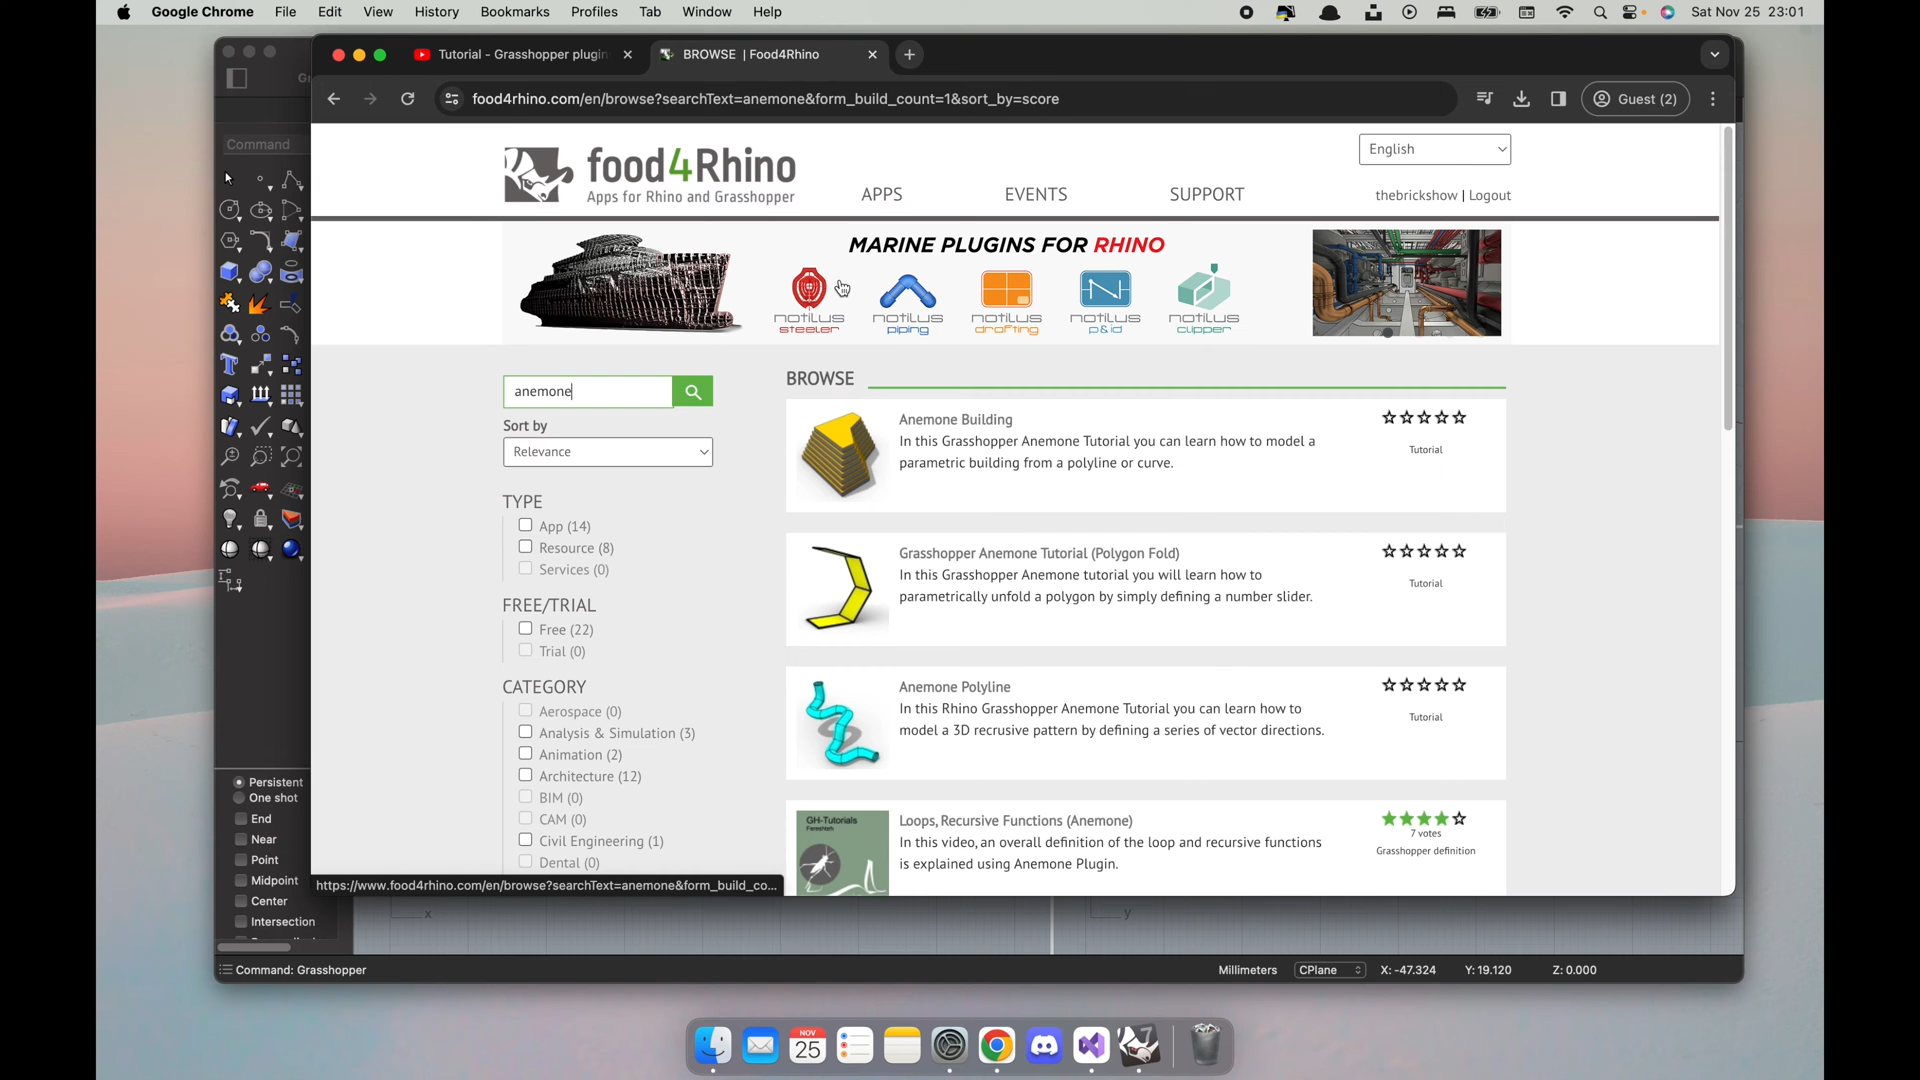 Google Chrome File Edit View History Bookmarks Profiles Tab Window Help Sat Nov 25 23:01
Tutorial - Grasshopper plugin
BROWSE | Food4Rhino
food4rhino.com/en/browse?searchText=anemone&form_build_count=1&sort_by=score
Guest (2)
Command
food4Rhino
Apps for Rhino and Grasshopper
APPS EVENTS SUPPORT
English
thebrickshow | Logout
MARINE PLUGINS FOR RHINO
notilus steeler
notilus piping
notilus drafting
notilus p&id
notilus clipper
anemone
Sort by
Relevance
TYPE
App (14)
Resource (8)
Services (0)
FREE/TRIAL
Free (22)
Trial (0)
CATEGORY
Aerospace (0)
Analysis & Simulation (3)
Animation (2)
Architecture (12)
BIM (0)
CAM (0)
Civil Engineering (1)
Dental (0)
BROWSE
Anemone Building
In this Grasshopper Anemone Tutorial you can learn how to model a
parametric building from a polyline or curve.
Tutorial
Grasshopper Anemone Tutorial (Polygon Fold)
In this Grasshopper Anemone tutorial you will learn how to
parametrically unfold a polygon by simply defining a number slider.
Tutorial
Anemone Polyline
In this Rhino Grasshopper Anemone Tutorial you can learn how to
model a 3D recrusive pattern by defining a series of vector directions.
Tutorial
GH-Tutorials
Fereshteh
Loops, Recursive Functions (Anemone)
In this video, an overall definition of the loop and recursive functions
is explained using Anemone Plugin.
7 votes
Grasshopper definition
https://www.food4rhino.com/en/browse?searchText=anemone&form_build_co...
Persistent
One shot
End
Near
Point
Midpoint
Center
Intersection
x
y
Command: Grasshopper
Millimeters CPlane X: -47.324 Y: 19.120 Z: 0.000
NOV
25
7